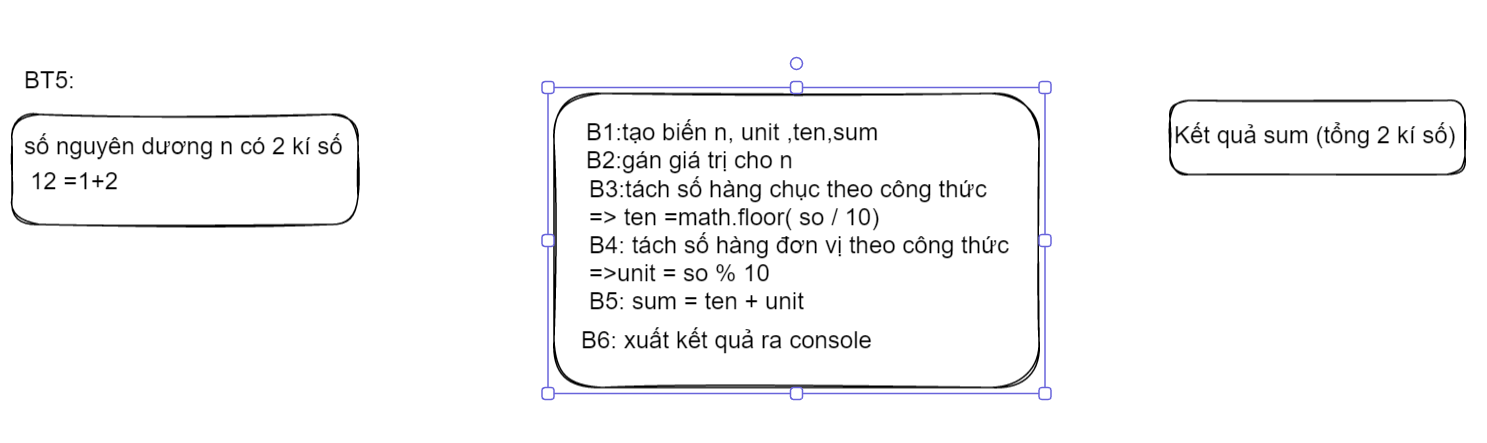 BT5:
số nguyên dương n có 2 kí số
12 =1+2
B1:tạo biến n, unit ,ten,sum
B2:gán giá trị cho n
B3:tách số hàng chục theo công thức
=> ten =math.floor( so / 10)
B4: tách số hàng đơn vị theo công thức
=>unit = so % 10
B5: sum = ten + unit
B6: xuất kết quả ra console
Kết quả sum (tổng 2 kí số)